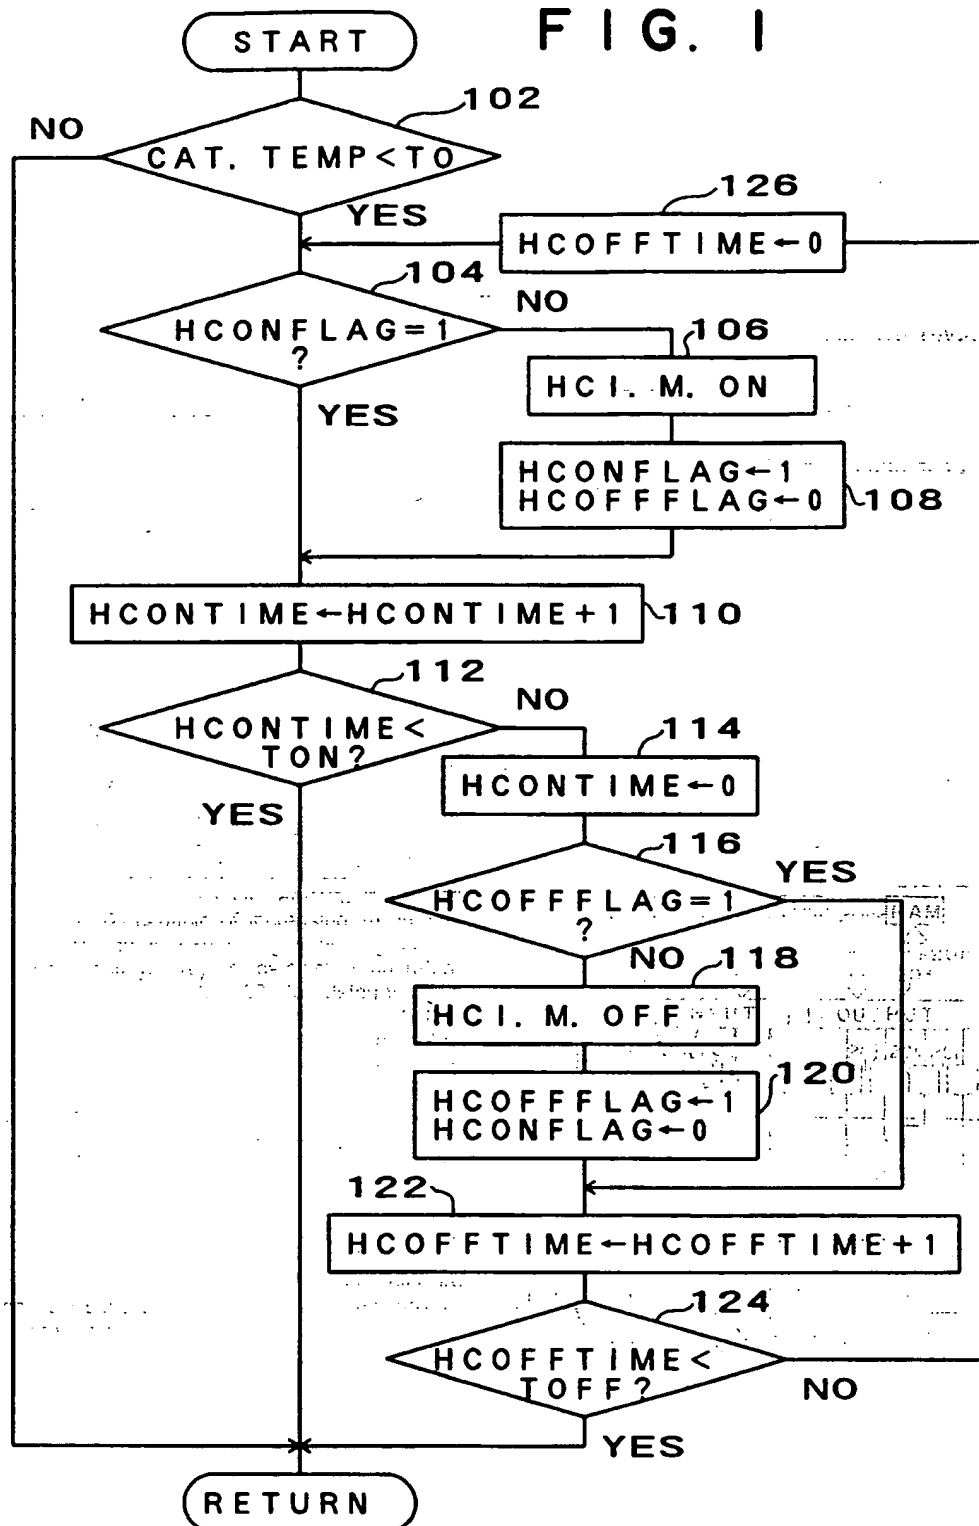 FIG. 1
START
102
NO
CAT. TEMP<TO
YES
126
HCOFFTIME←0
104
NO
HCONFLAG=1
?
106
HCI. M. ON
YES
HCONFLAG←1
HCOFFFLAG←0
108
HCONTIME←HCONTIME+1
110
112
NO
HCONTIME<
TON?
114
HCONTIME←0
YES
116
YES
HCOFFFLAG=1
?
NO
118
HCI. M. OFF
OUTPUT
120
HCOFFFLAG←1
HCONFLAG←0
122
HCOFFTIME←HCOFFTIME+1
124
HCOFFTIME<
TOFF?
NO
YES
RETURN